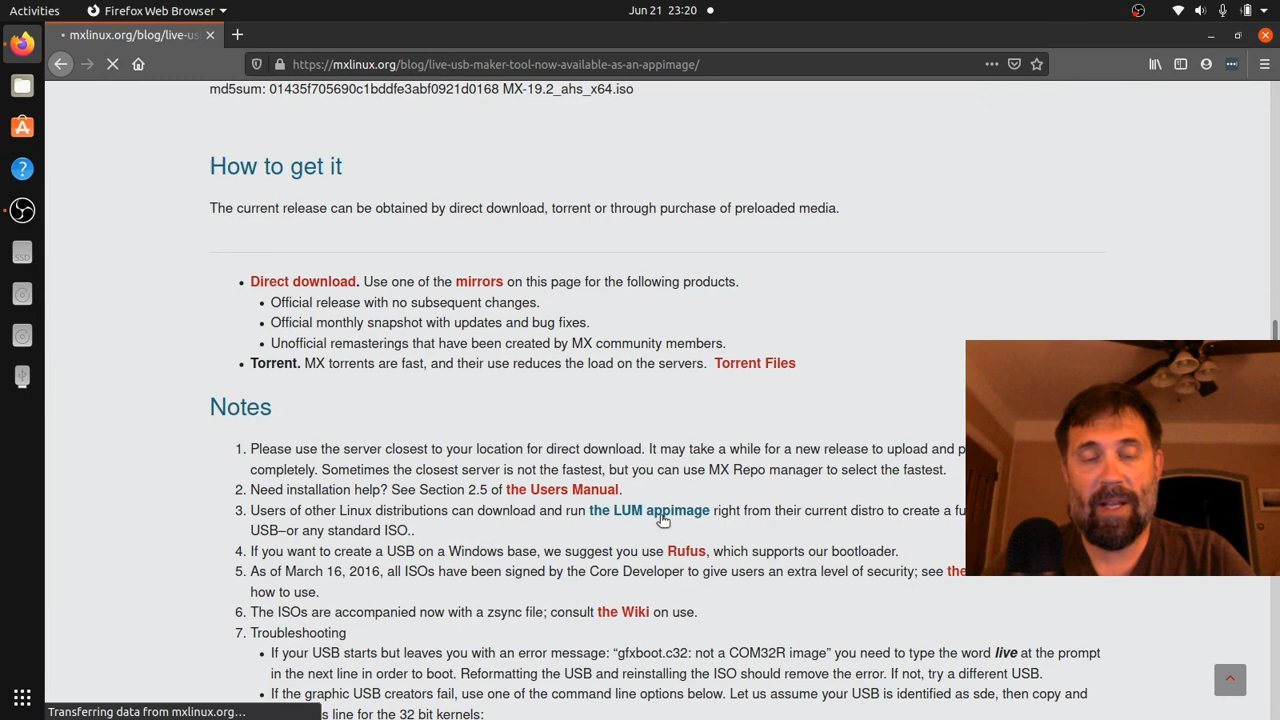 Activities
Firefox Web Browser
Jun 21 23:20
mxlinux.org/blog/live-us
https://mxlinux.org/blog/live-usb-maker-tool-now-available-as-an-appimage/
md5sum: 01435f705690c1bddfe3abf0921d0168 MX-19.2_ahs_x64.iso
How to get it
The current release can be obtained by direct download, torrent or through purchase of preloaded media.
• Direct download. Use one of the mirrors on this page for the following products.
• Official release with no subsequent changes.
• Official monthly snapshot with updates and bug fixes.
• Unofficial remasterings that have been created by MX community members.
• Torrent. MX torrents are fast, and their use reduces the load on the servers. Torrent Files
Notes
1. Please use the server closest to your location for direct download. It may take a while for a new release to upload and p
completely. Sometimes the closest server is not the fastest, but you can use MX Repo manager to select the fastest.
2. Need installation help? See Section 2.5 of the Users Manual.
3. Users of other Linux distributions can download and run the LUM appimage right from their current distro to create a fu
USB–or any standard ISO..
4. If you want to create a USB on a Windows base, we suggest you use Rufus, which supports our bootloader.
5. As of March 16, 2016, all ISOs have been signed by the Core Developer to give users an extra level of security; see the
how to use.
6. The ISOs are accompanied now with a zsync file; consult the Wiki on use.
7. Troubleshooting
• If your USB starts but leaves you with an error message: “gfxboot.c32: not a COM32R image” you need to type the word live at the prompt
in the next line in order to boot. Reformatting the USB and reinstalling the ISO should remove the error. If not, try a different USB.
• If the graphic USB creators fail, use one of the command line options below. Let us assume your USB is identified as sde, then copy and
s line for the 32 bit kernels:
Transferring data from mxlinux.org…
SSD